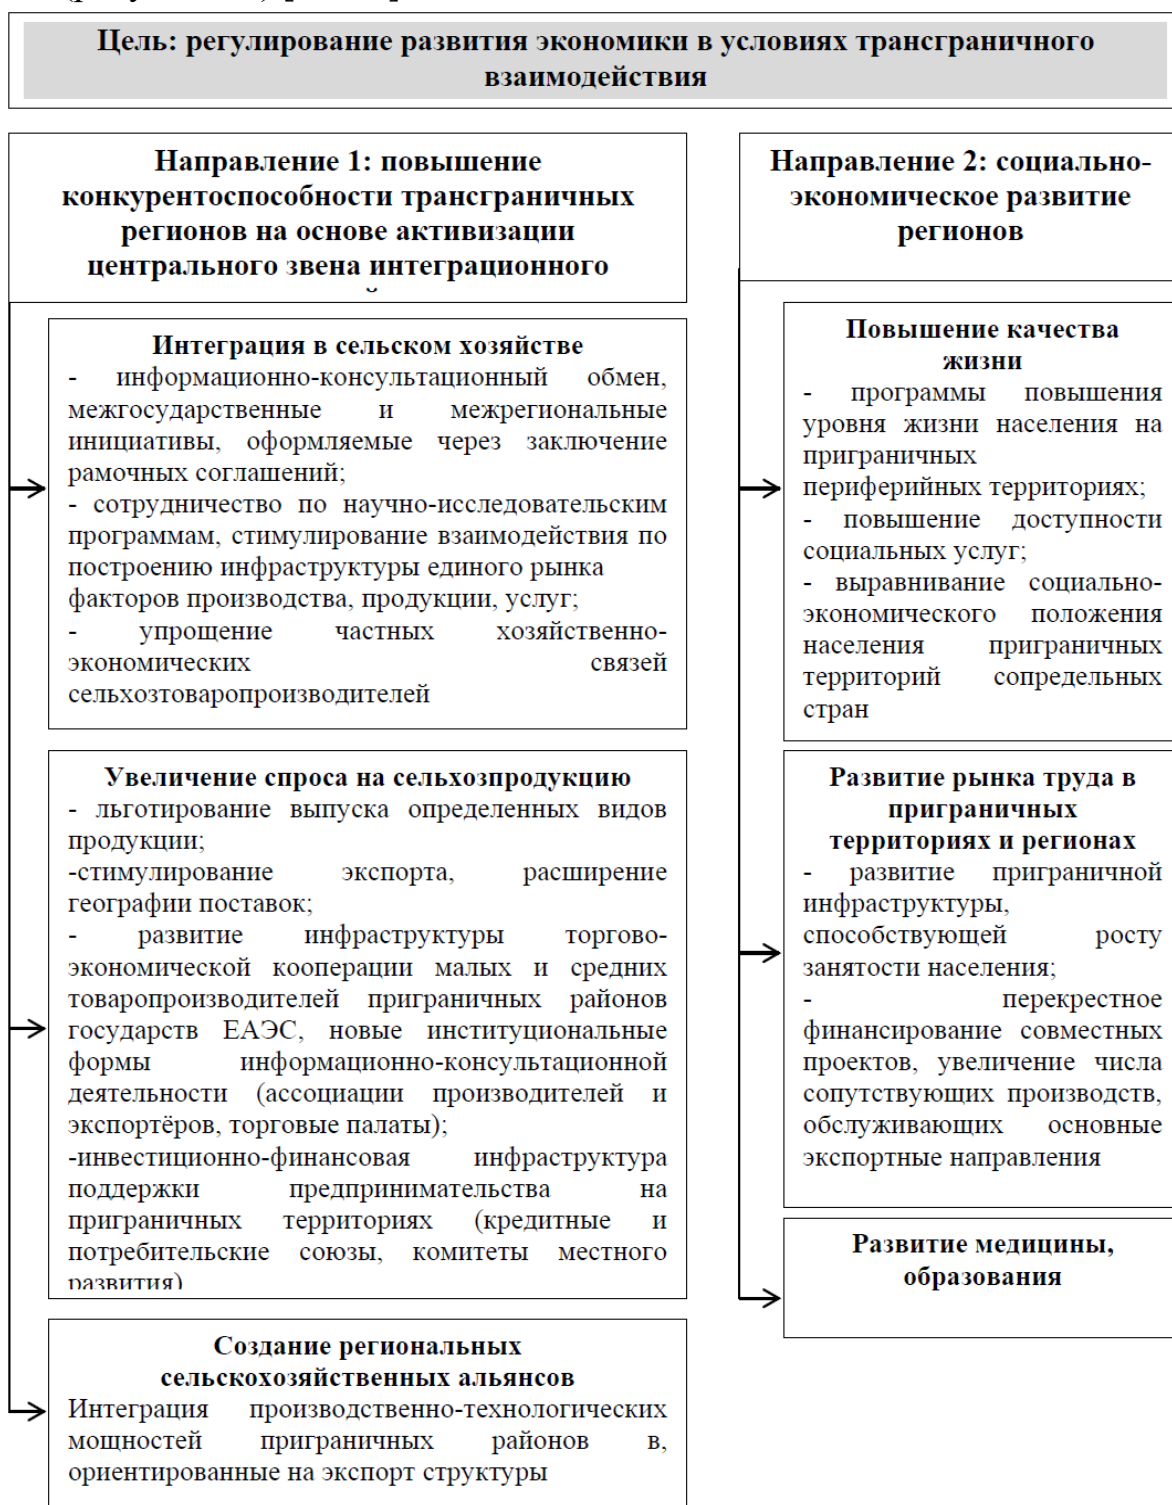 Цель: регулирование развития экономики в условиях трансграничного
взаимодействия
Направление 1: повышение
конкурентоспособности трансграничных
регионов на основе активизации
центрального звена интеграционного
Интеграция в сельском хозяйстве
- информационно-консультационный обмен,
межгосударственные и межрегиональные
инициативы, оформляемые через заключение
рамочных соглашений;
- сотрудничество по научно-исследовательским
программам, стимулирование взаимодействия по
построению инфраструктуры единого рынка
факторов производства, продукции, услуг;
- упрощение частных хозяйственно-
экономических связей
сельхозтоваропроизводителей
Увеличение спроса на сельхозпродукцию
- льготирование выпуска определенных видов
продукции;
-стимулирование экспорта, расширение
географии поставок;
- развитие инфраструктуры торгово-
экономической кооперации малых и средних
товаропроизводителей приграничных районов
государств ЕАЭС, новые институциональные
формы информационно-консультационной
деятельности (ассоциации производителей и
экспортёров, торговые палаты);
-инвестиционно-финансовая инфраструктура
поддержки предпринимательства на
приграничных территориях (кредитные и
потребительские союзы, комитеты местного
развития)
Создание региональных
сельскохозяйственных альянсов
Интеграция производственно-технологических
мощностей приграничных районов в,
ориентированные на экспорт структуры
Направление 2: социально-
экономическое развитие
регионов
Повышение качества
жизни
- программы повышения
уровня жизни населения на
приграничных
периферийных территориях;
- повышение доступности
социальных услуг;
- выравнивание социально-
экономического положения
населения приграничных
территорий сопредельных
стран
Развитие рынка труда в
приграничных
территориях и регионах
- развитие приграничной
инфраструктуры,
способствующей росту
занятости населения;
- перекрестное
финансирование совместных
проектов, увеличение числа
сопутствующих производств,
обслуживающих основные
экспортные направления
Развитие медицины,
образования